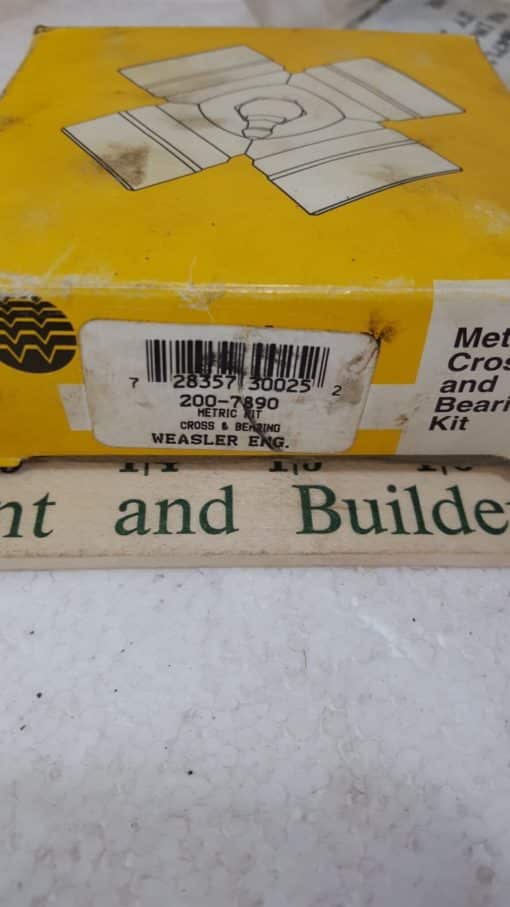 7 28357 30025 2
200-7890
METRIC KIT
CROSS & BEARING
WEASLER ENG.
Met
Cros
and
Beari
Kit
nt and Builde